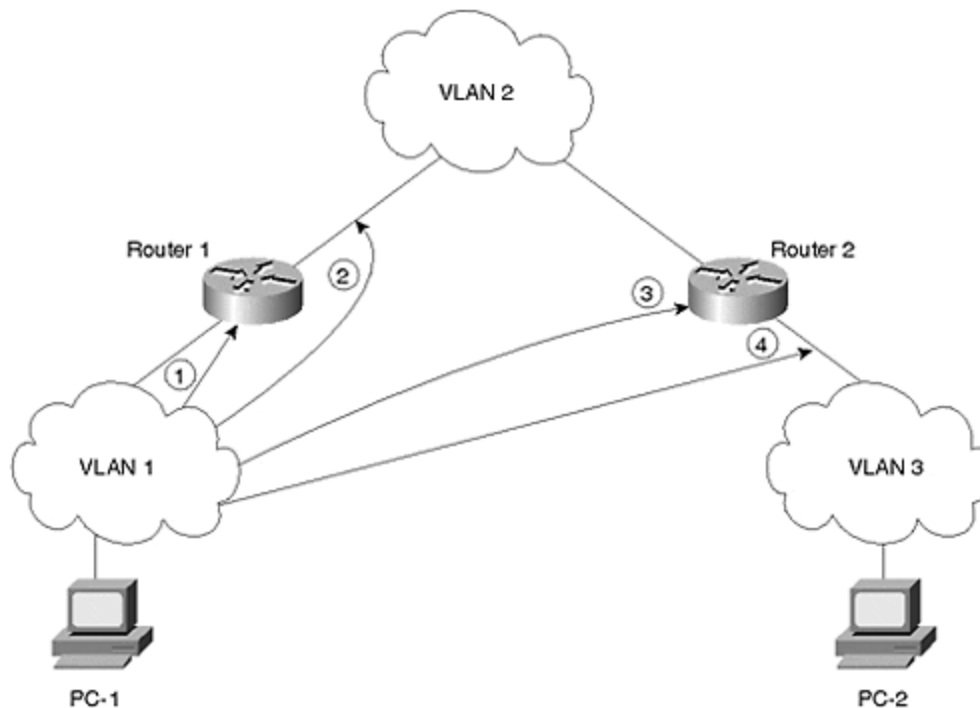 VLAN 2
Router 1
Router 2
2
3
4
1
VLAN 1
VLAN 3
PC-1
PC-2